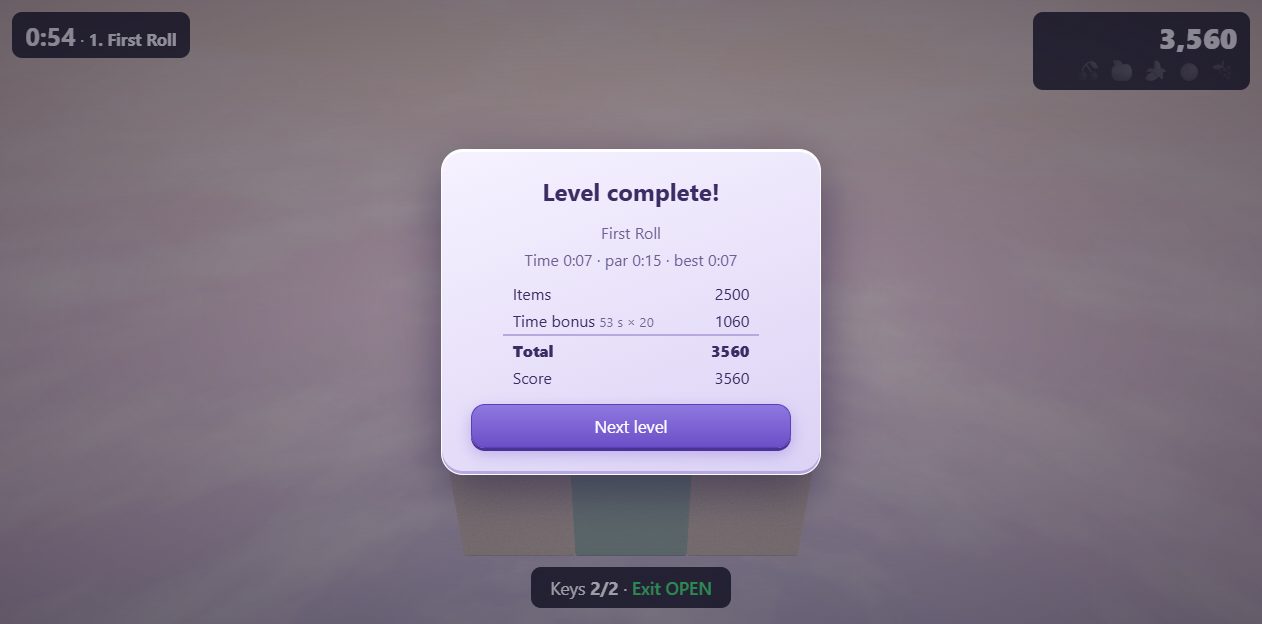 0:54 · 1. First Roll
3,560
Level complete!
First Roll
Time 0:07 · par 0:15 · best 0:07
Items 2500
Time bonus 53 s × 20 1060
Total 3560
Score 3560
Next level
Keys 2/2 · Exit OPEN